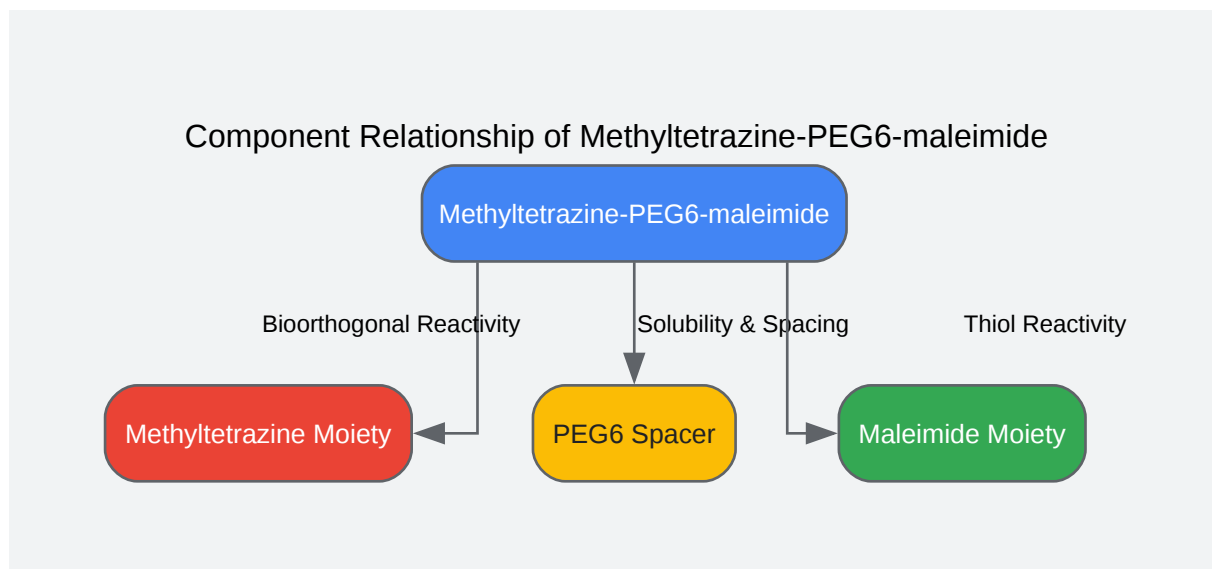 Component Relationship of Methyltetrazine-PEG6-maleimide
Methyltetrazine-PEG6-maleimide
Bioorthogonal Reactivity
Solubility & Spacing
Thiol Reactivity
Methyltetrazine Moiety
PEG6 Spacer
Maleimide Moiety